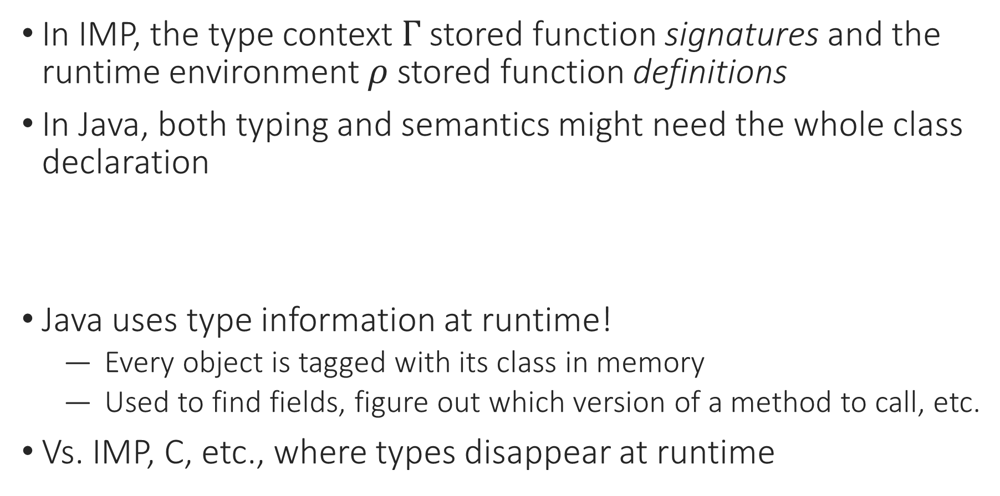 • In IMP, the type context Γ stored function signatures and the
runtime environment ρ stored function definitions
• In Java, both typing and semantics might need the whole class
declaration
• Java uses type information at runtime!
— Every object is tagged with its class in memory
— Used to find fields, figure out which version of a method to call, etc.
• Vs. IMP, C, etc., where types disappear at runtime